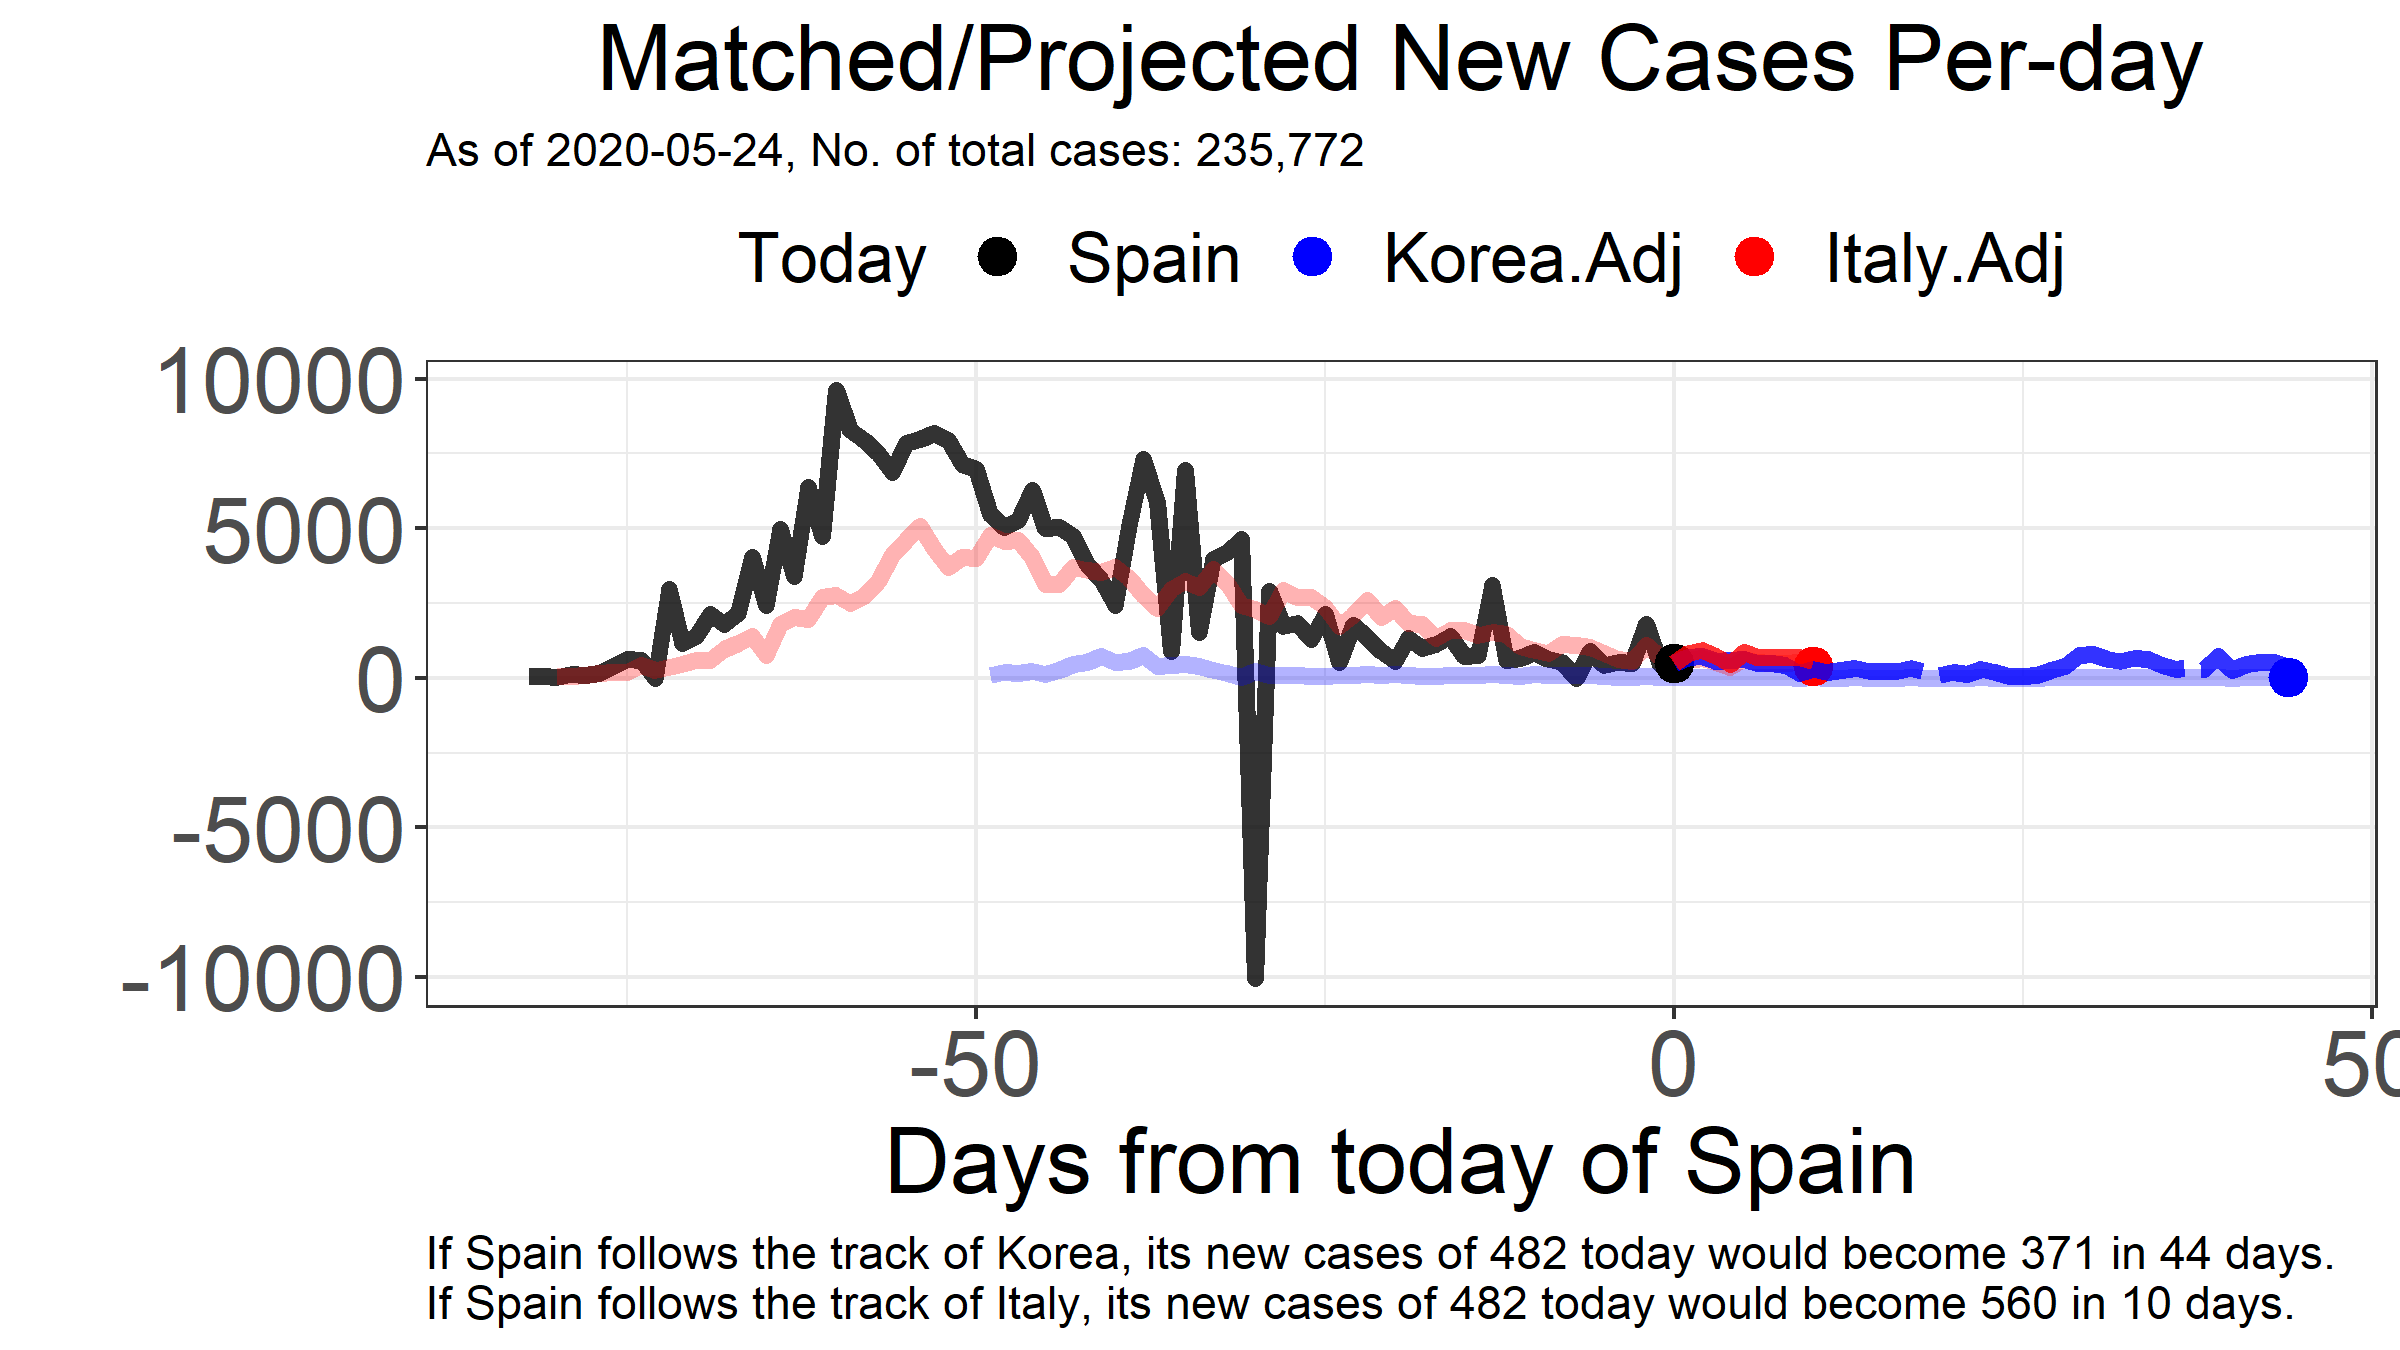 Matched/Projected New Cases Per-day
As of 2020-05-24, No. of total cases: 235,772
Today Spain Korea.Adj Italy.Adj
10000
5000
0
-5000
-10000
-50 0 50
Days from today of Spain
If Spain follows the track of Korea, its new cases of 482 today would become 371 in 44 days.
If Spain follows the track of Italy, its new cases of 482 today would become 560 in 10 days.